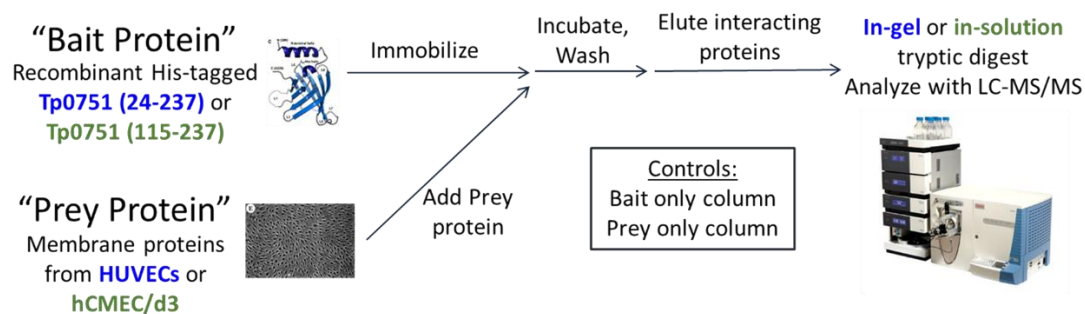 “Bait Protein”
Recombinant His-tagged
Tp0751 (24-237) or
Tp0751 (115-237)
Immobilize
Incubate,
Wash
Elute interacting
proteins
In-gel or in-solution
tryptic digest
Analyze with LC-MS/MS
“Prey Protein”
Membrane proteins
from HUVECs or
hCMEC/d3
Add Prey
protein
Controls:
Bait only column
Prey only column